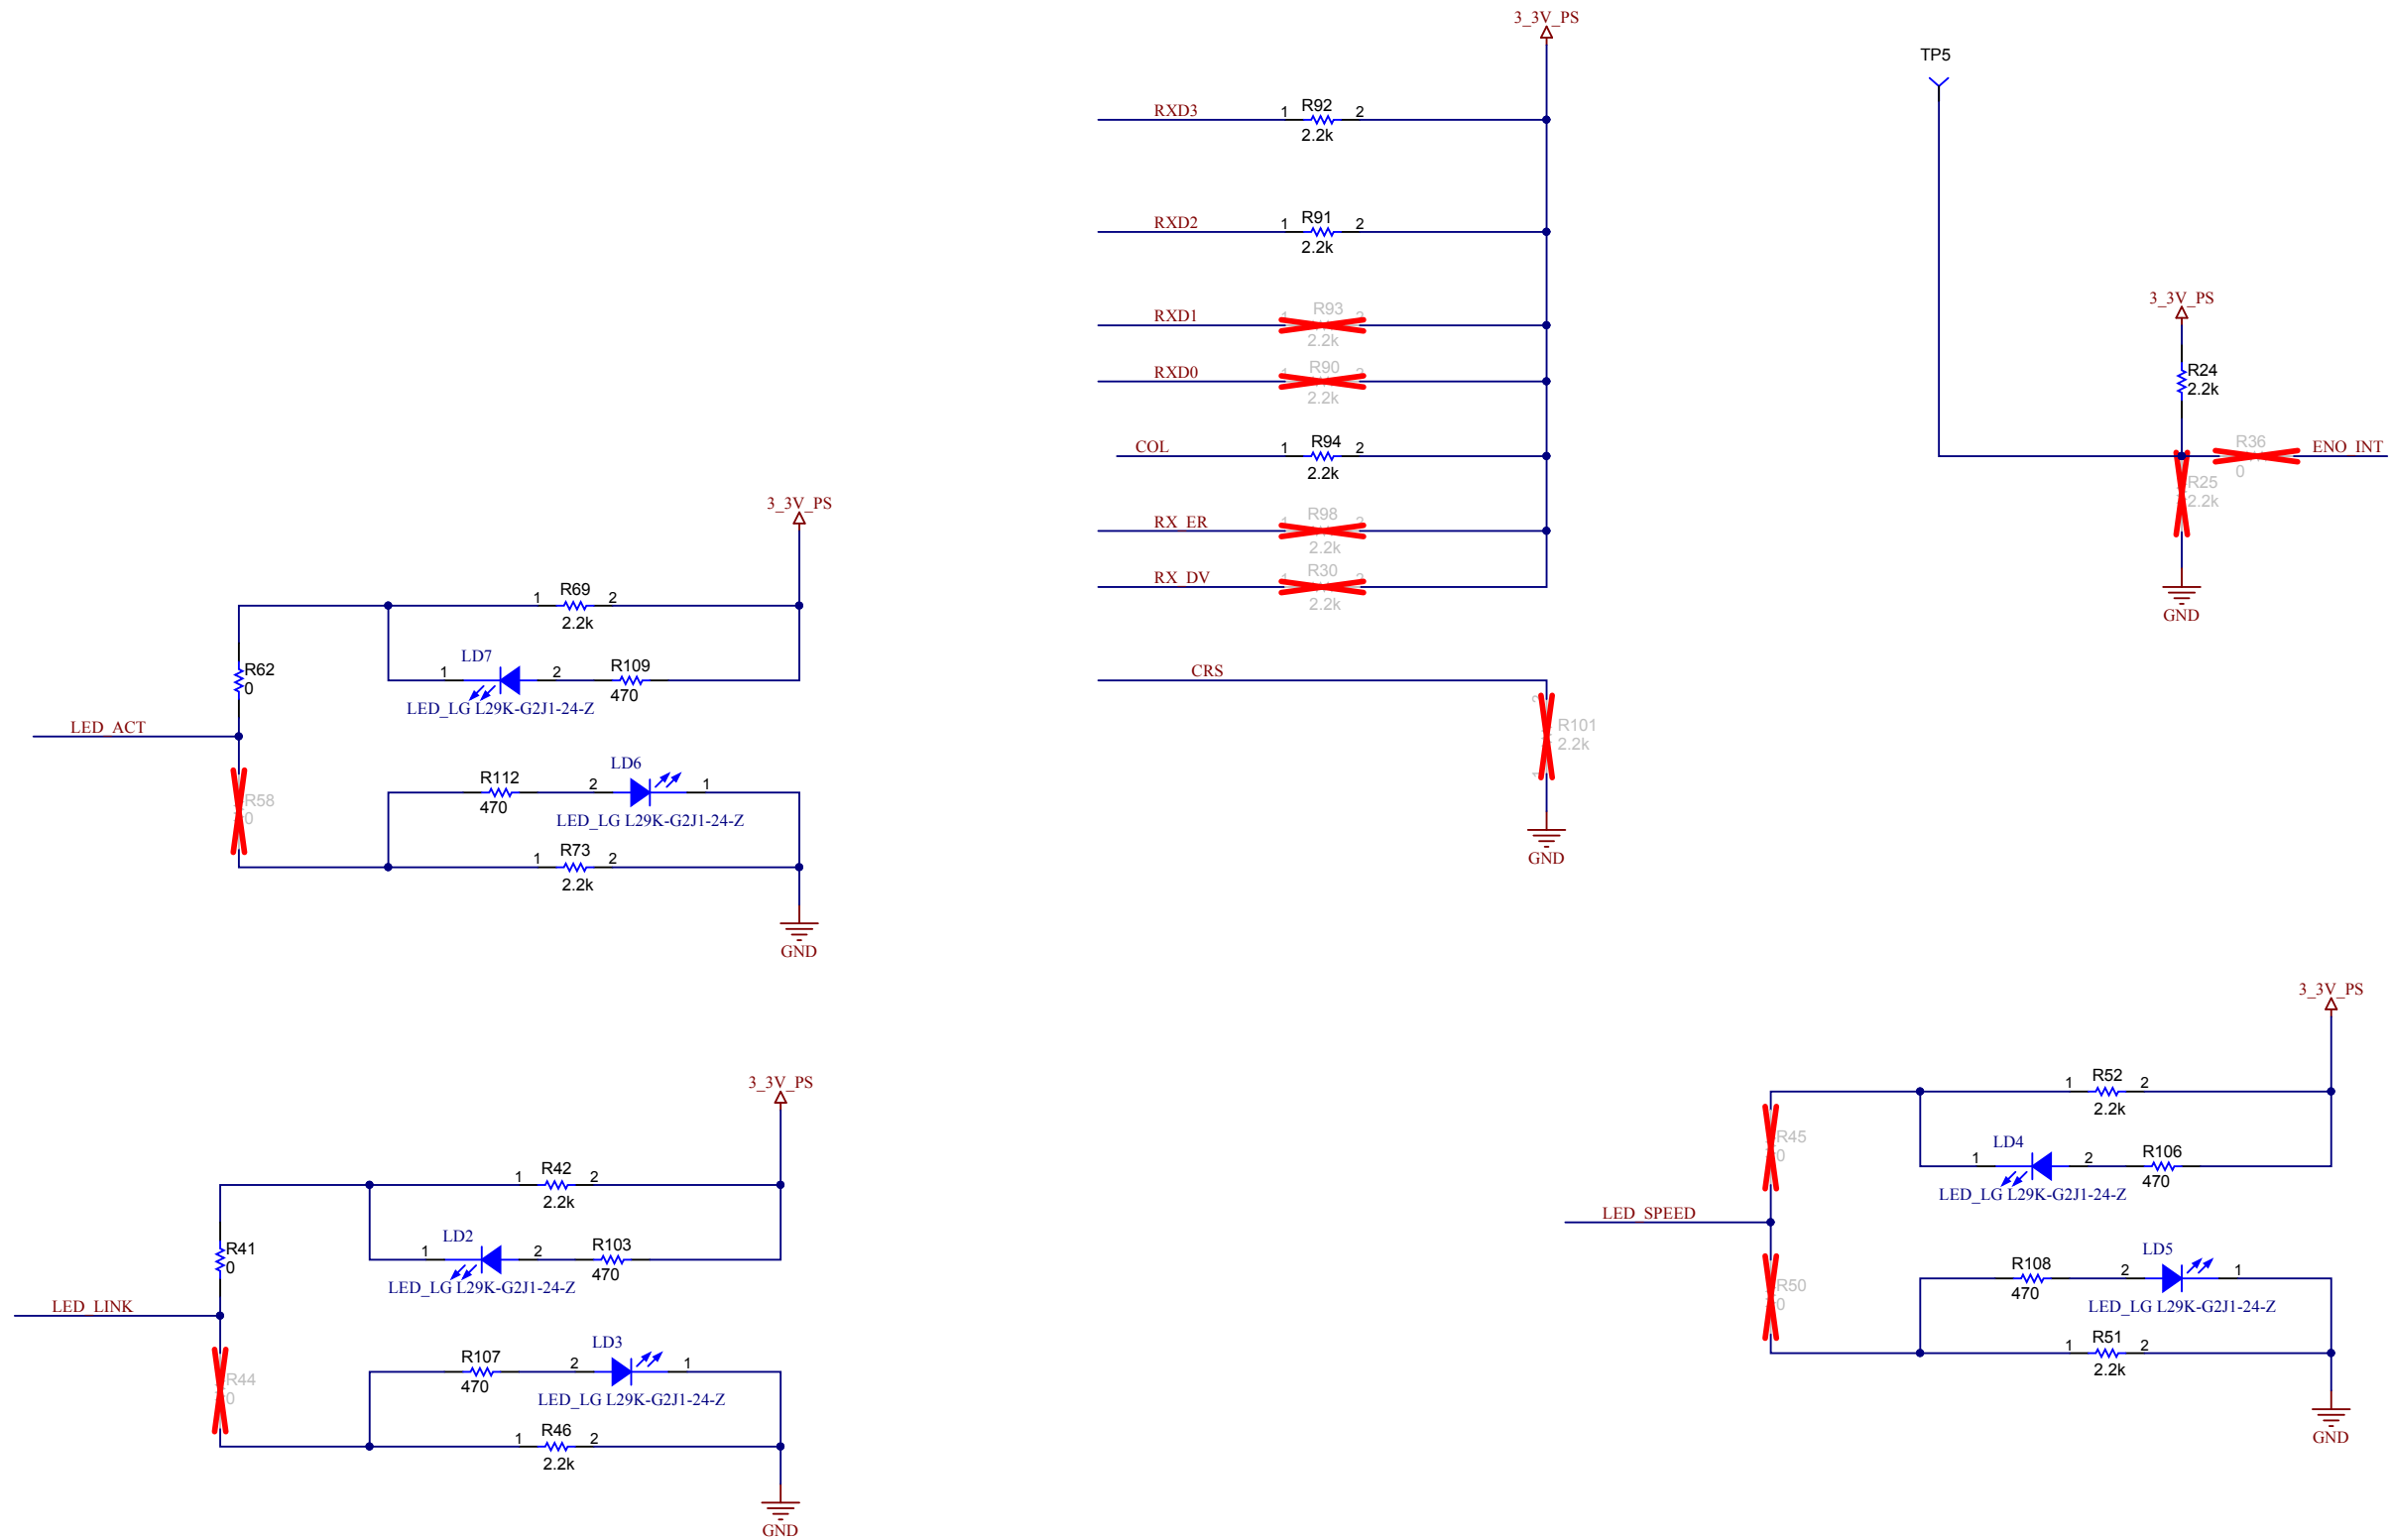 3_3V_PS
RXD3
1
R92
2
2.2k
RXD2
1
R91
2
2.2k
RXD1
R93
2.2k
RXD0
R90
2.2k
COL
1
R94
2
2.2k
RX_ER
R98
2.2k
RX_DV
R30
2.2k
CRS
R101
2.2k
GND
TP5
3_3V_PS
R24
2.2k
R36
0
ENO_INT
R25
2.2k
GND
3_3V_PS
1
R69
2
2.2k
R62
0
LD7
1
2
R109
470
LED_LG L29K-G2J1-24-Z
LED_ACT
R58
0
R112
470
LD6
2
1
LED_LG L29K-G2J1-24-Z
1
R73
2
2.2k
GND
3_3V_PS
1
R42
2
2.2k
R41
0
LD2
1
2
R103
470
LED_LG L29K-G2J1-24-Z
LED_LINK
R44
0
R107
470
LD3
2
1
LED_LG L29K-G2J1-24-Z
1
R46
2
2.2k
GND
3_3V_PS
1
R52
2
2.2k
R45
0
LD4
1
2
R106
470
LED_LG L29K-G2J1-24-Z
LED_SPEED
R50
0
R108
470
LD5
2
1
LED_LG L29K-G2J1-24-Z
1
R51
2
2.2k
GND